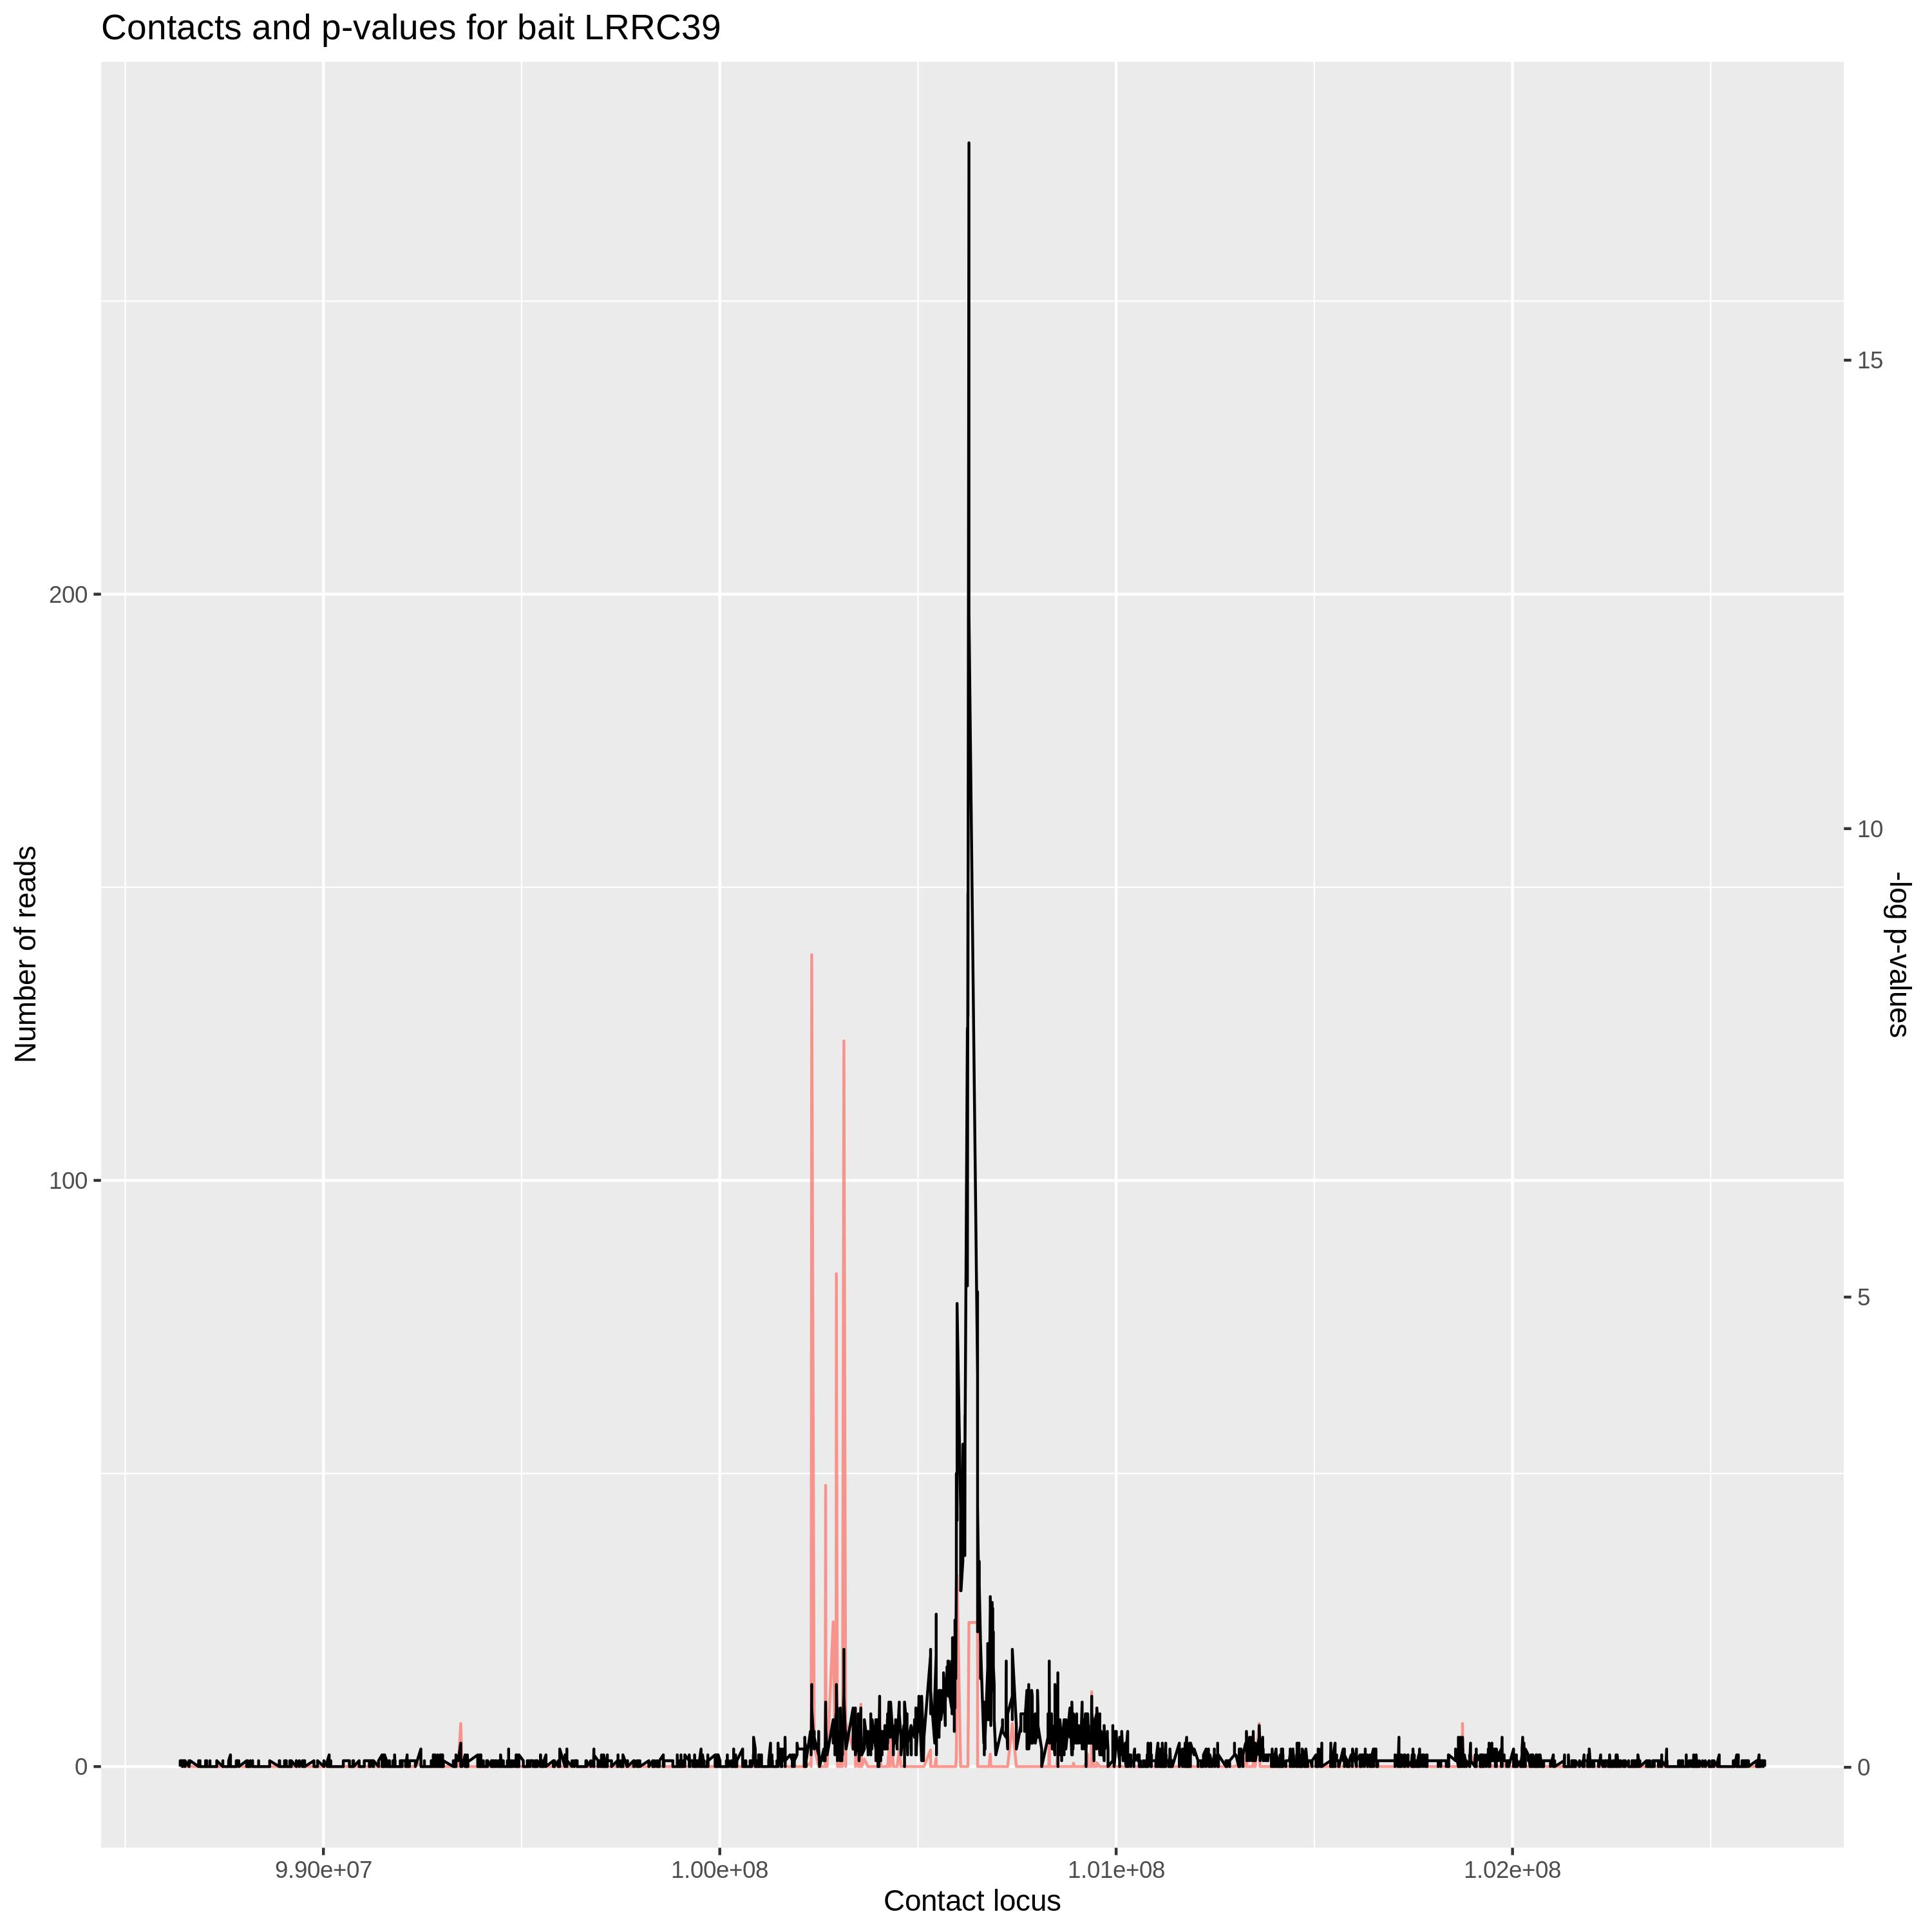 Contacts and p-values for bait LRRC39
200
100
0
Number of reads
15
10
5
0
-log p-values
9.90e+07 1.00e+08 1.01e+08 1.02e+08
Contact locus